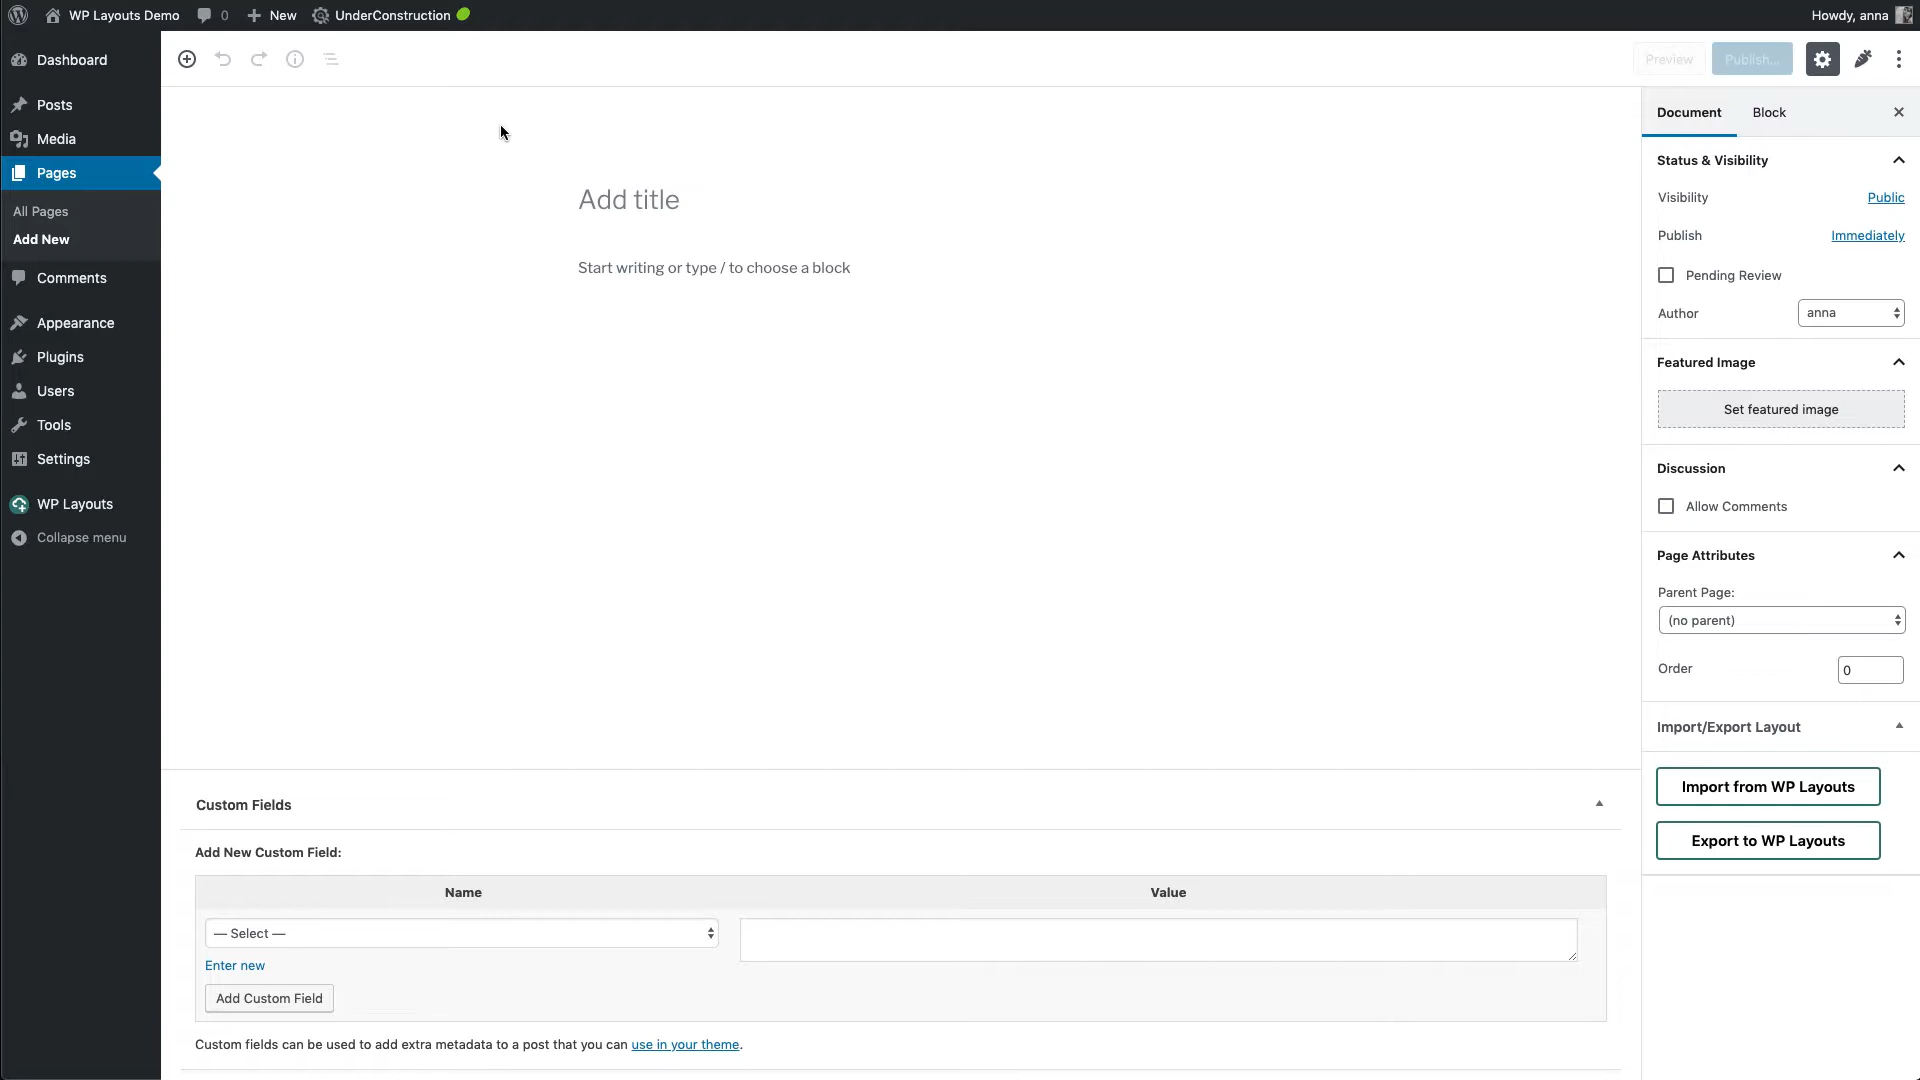 WP Layouts Demo 0 New UnderConstruction Howdy, anna
Dashboard
Posts
Media
Pages
All Pages
Add New
Comments
Appearance
Plugins
Users
Tools
Settings
WP Layouts
Collapse menu
Preview Publish...
Add title
Start writing or type / to choose a block
Document Block
Status & Visibility
Visibility Public
Publish Immediately
Pending Review
Author anna
Featured Image
Set featured image
Discussion
Allow Comments
Page Attributes
Parent Page:
(no parent)
Order 0
Import/Export Layout
Import from WP Layouts
Export to WP Layouts
Custom Fields
Add New Custom Field:
Name Value
— Select —
Enter new
Add Custom Field
Custom fields can be used to add extra metadata to a post that you can use in your theme.